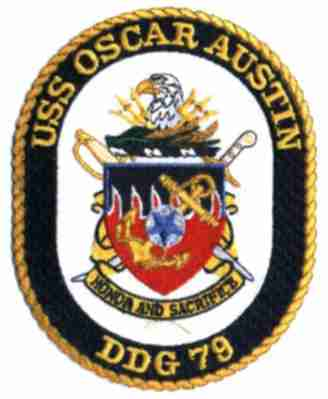 USS OSCAR AUSTIN
HONOR AND SACRIFICE
DDG 79